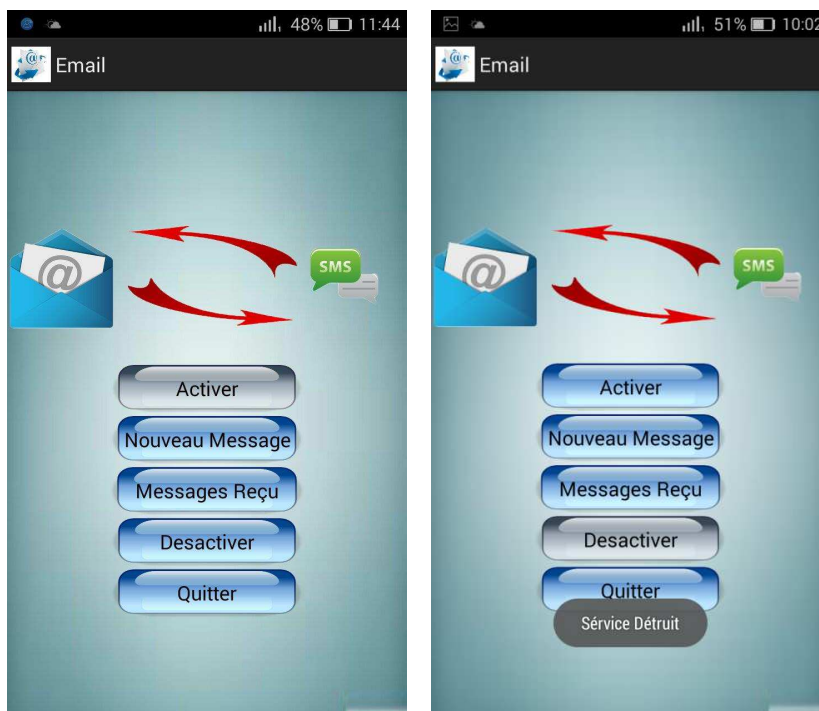 48% 11:44
Email
@
SMS
Activer
Nouveau Message
Messages Reçu
Desactiver
Quitter
51% 10:02
Email
@
SMS
Activer
Nouveau Message
Messages Reçu
Desactiver
Quitter
Sérvice Détruit